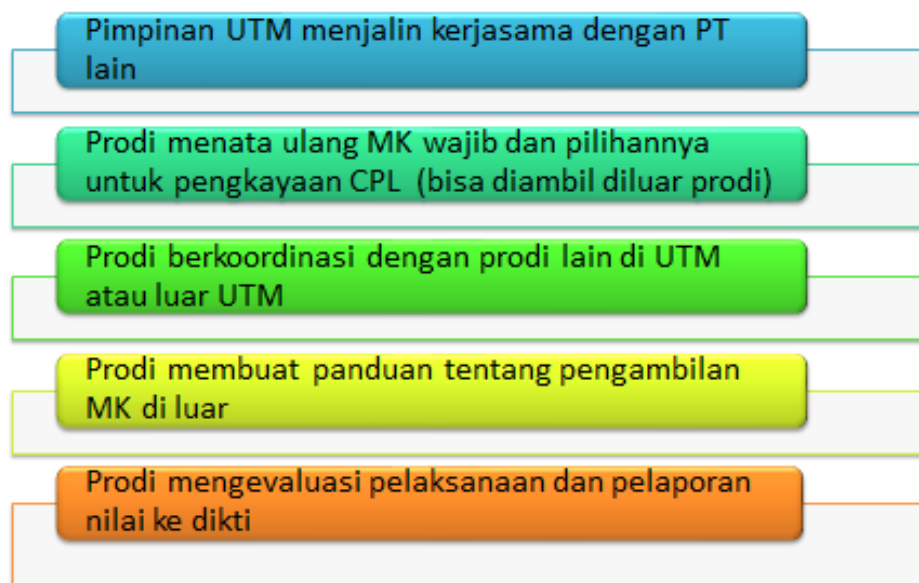 Pimpinan UTM menjalin kerjasama dengan PT
lain
Prodi menata ulang MK wajib dan pilihannya
untuk pengkayaan CPL (bisa diambil diluar prodi)
Prodi berkoordinasi dengan prodi lain di UTM
atau luar UTM
Prodi membuat panduan tentang pengambilan
MK di luar
Prodi mengevaluasi pelaksanaan dan pelaporan
nilai ke dikti